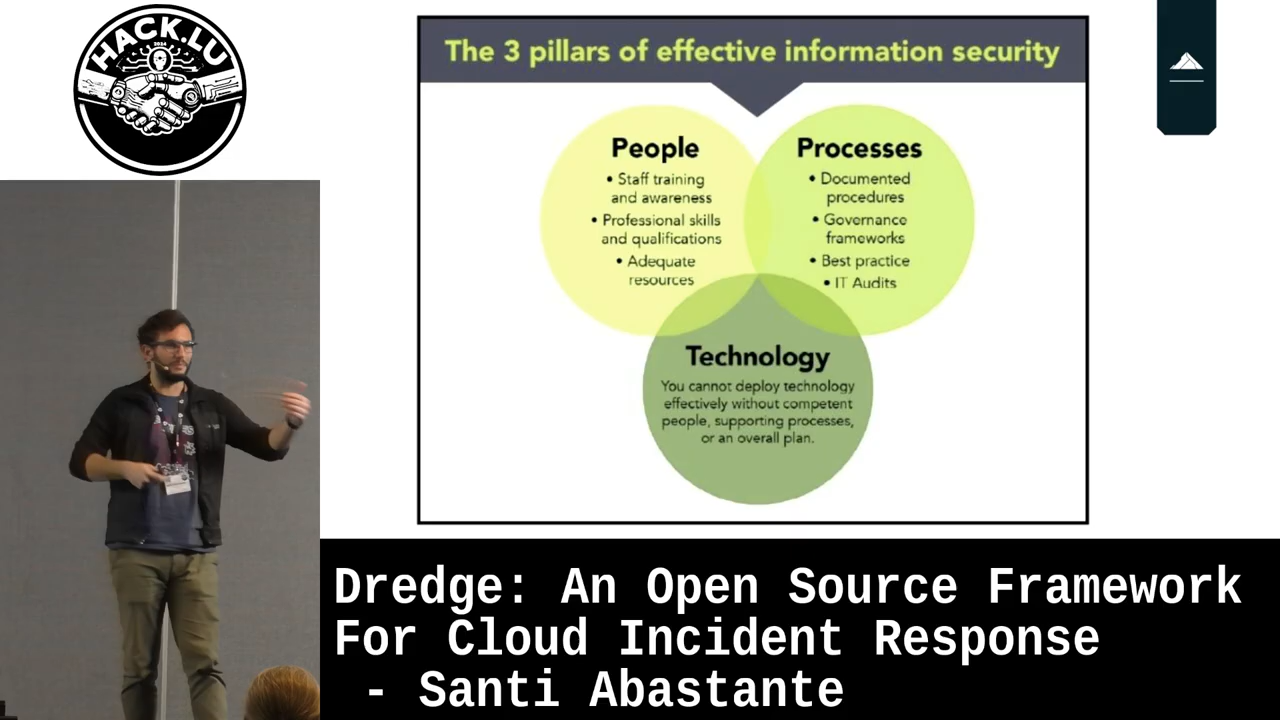 HACK.LU
2024
The 3 pillars of effective information security
People
• Staff training
and awareness
• Professional skills
and qualifications
• Adequate
resources
Processes
• Documented
procedures
• Governance
frameworks
• Best practice
• IT Audits
Technology
You cannot deploy technology
effectively without competent
people, supporting processes,
or an overall plan.
Dredge: An Open Source Framework
For Cloud Incident Response
- Santi Abastante